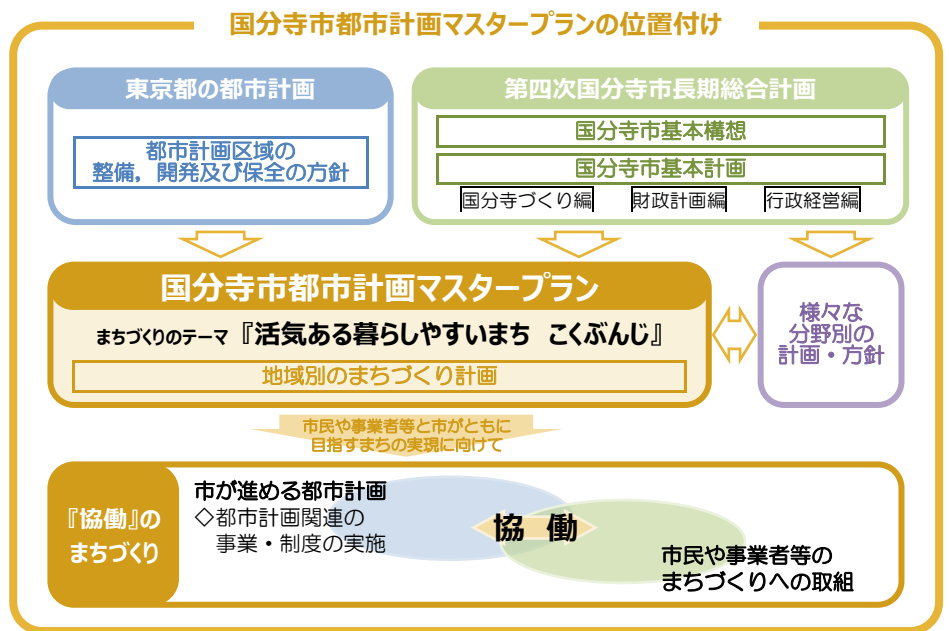 国分寺市都市計画マスタープランの位置付け
東京都の都市計画
都市計画区域の
整備，開発及び保全の方針
第四次国分寺市長期総合計画
国分寺市基本構想
国分寺市基本計画
国分寺づくり編
財政計画編
行政経営編
国分寺市都市計画マスタープラン
まちづくりのテーマ『活気ある暮らしやすいまち　こくぶんじ』
地域別のまちづくり計画
様々な
分野別の
計画・方針
市民や事業者等と市がともに
目指すまちの実現に向けて
『協働』の
まちづくり
市が進める都市計画
◇都市計画関連の
事業・制度の実施
協　働
市民や事業者等の
まちづくりへの取組